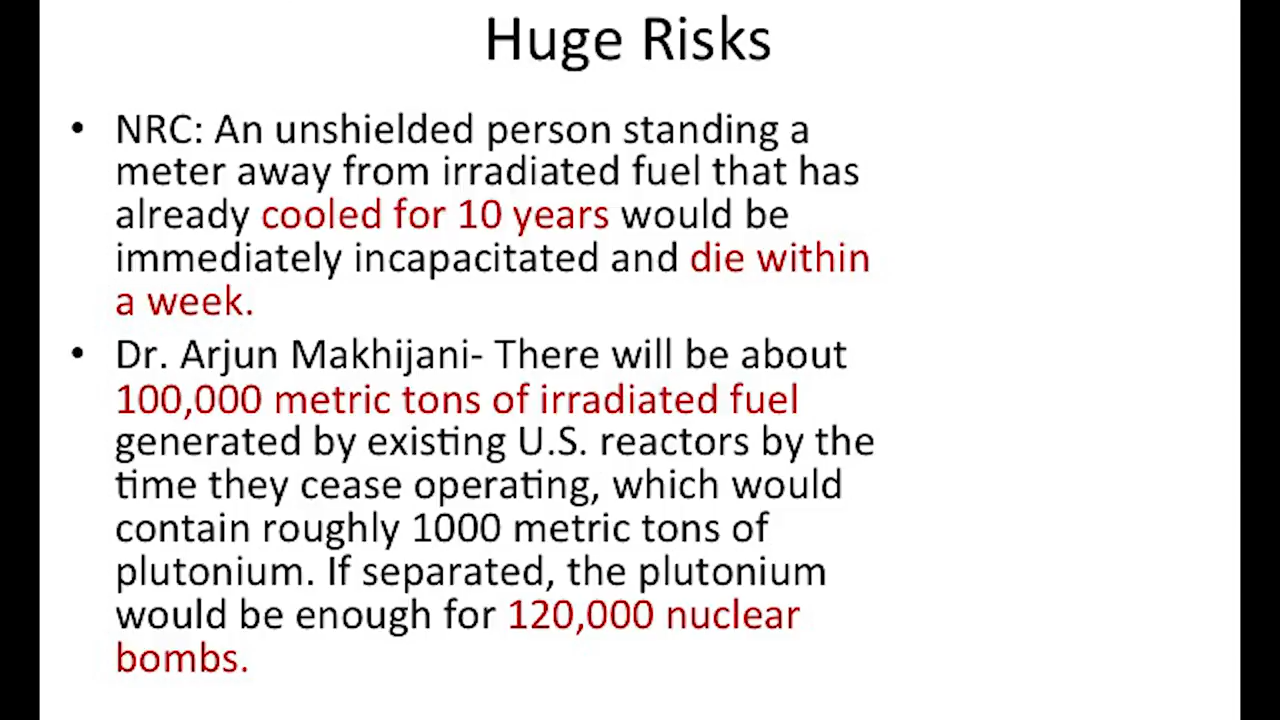 Huge Risks
• NRC: An unshielded person standing a
meter away from irradiated fuel that has
already cooled for 10 years would be
immediately incapacitated and die within
a week.
• Dr. Arjun Makhijani- There will be about
100,000 metric tons of irradiated fuel
generated by existing U.S. reactors by the
time they cease operating, which would
contain roughly 1000 metric tons of
plutonium. If separated, the plutonium
would be enough for 120,000 nuclear
bombs.